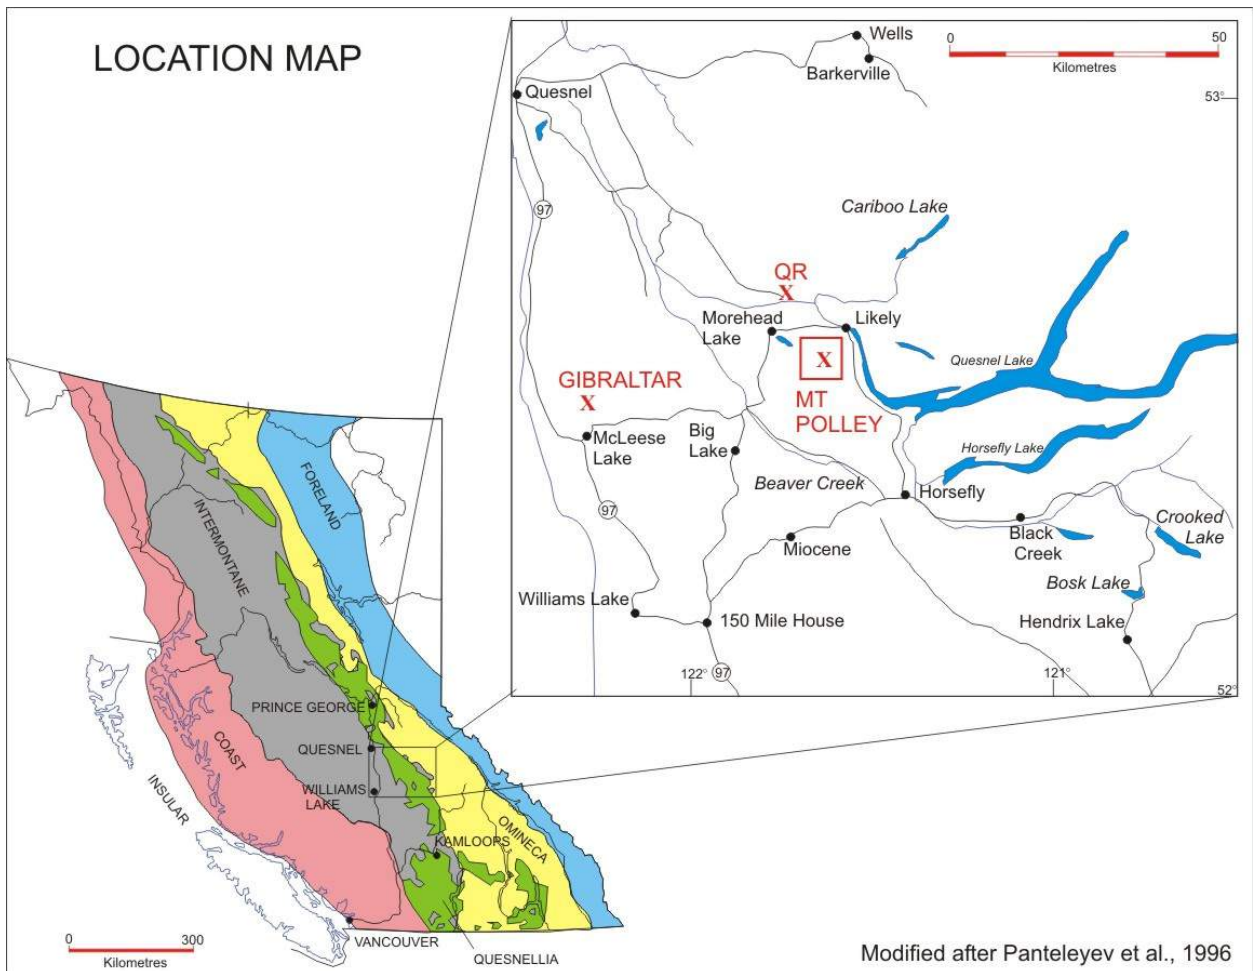 LOCATION MAP
Wells
Barkerville
0
50
Kilometres
Quesnel
53°
97
Cariboo Lake
QR
X
Morehead
Lake
Likely
X
Quesnel Lake
GIBRALTAR
X
MT
POLLEY
McLeese
Lake
Big
Lake
Horsefly Lake
Beaver Creek
Horsefly
97
Miocene
Black
Creek
Crooked
Lake
Bosk Lake
Williams Lake
150 Mile House
Hendrix Lake
122°
97
121°
52°
FORELAND
INTERMONTANE
PRINCE GEORGE
QUESNEL
COAST
INSULAR
WILLIAMS
LAKE
OMINECA
KAMLOOPS
VANCOUVER
QUESNELLIA
0
300
Kilometres
Modified after Panteleyev et al., 1996